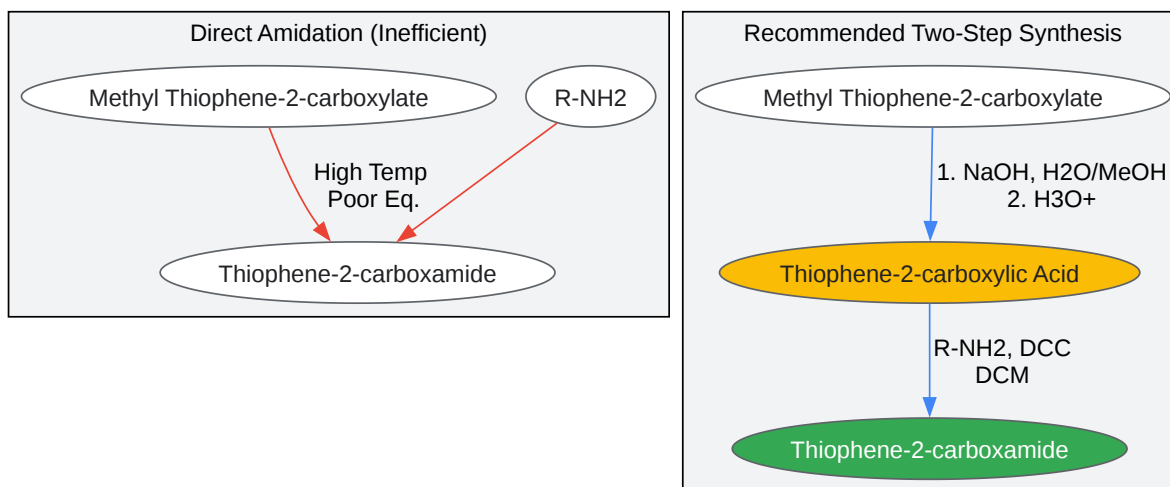 Direct Amidation (Inefficient)
Methyl Thiophene-2-carboxylate
R-NH2
High Temp
Poor Eq.
Thiophene-2-carboxamide
Recommended Two-Step Synthesis
Methyl Thiophene-2-carboxylate
1. NaOH, H2O/MeOH
2. H3O+
Thiophene-2-carboxylic Acid
R-NH2, DCC
DCM
Thiophene-2-carboxamide